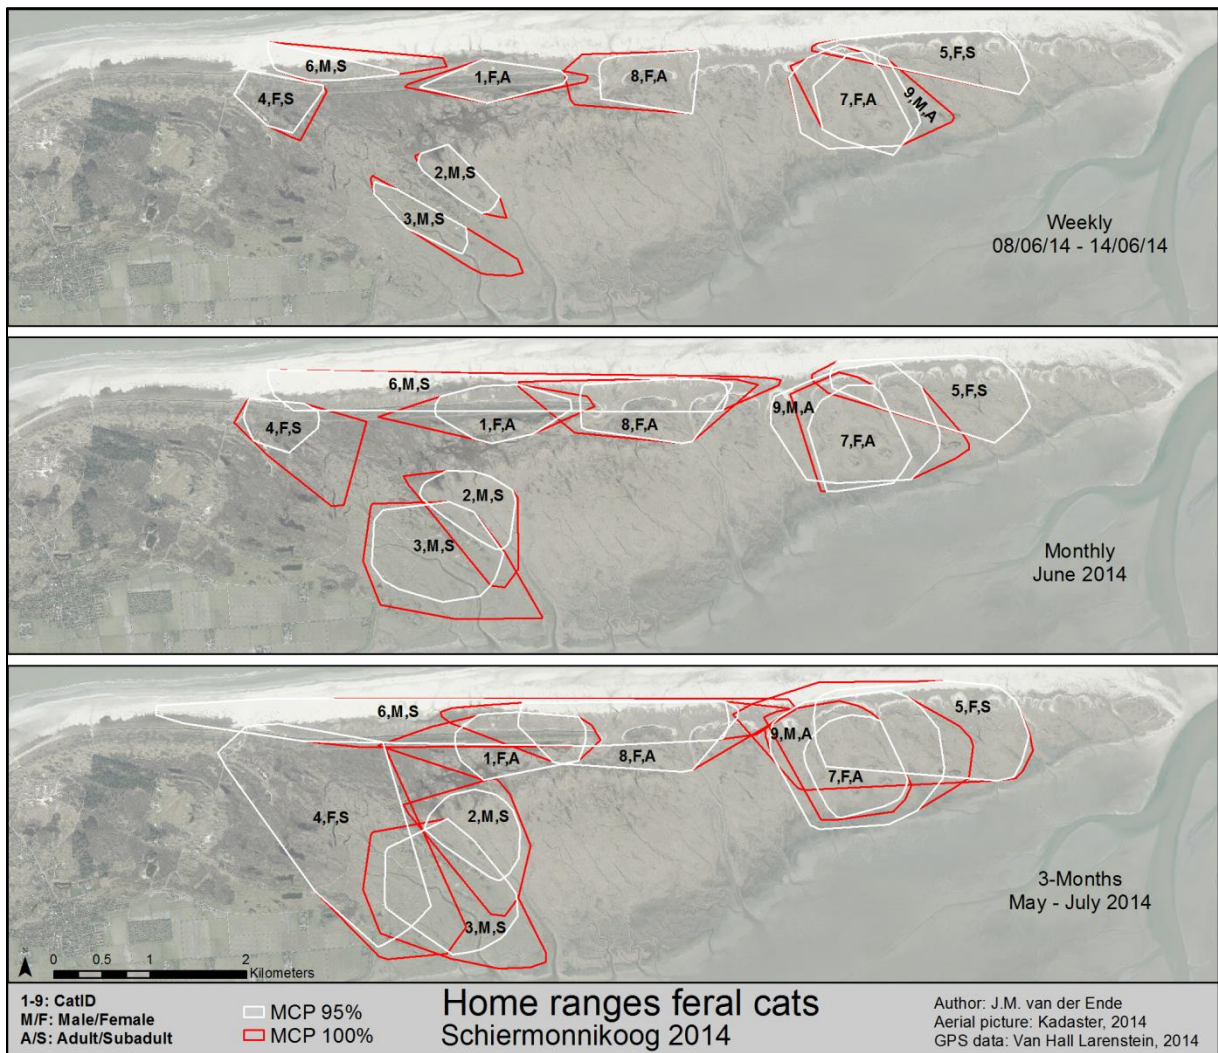 6,M,S
5,F,S
1,F,A
8,F,A
4,F,S
7,F,A
9,M,A
2,M,S
3,M,S
Weekly
08/06/14 - 14/06/14
6,M,S
5,F,S
9,M,A
4,F,S
1,F,A
8,F,A
7,F,A
2,M,S
3,M,S
Monthly
June 2014
6,M,S
5,F,S
9,M,A
1,F,A
8,F,A
7,F,A
4,F,S
2,M,S
3,M,S
3-Months
May - July 2014
0 0.5 1 2
Kilometers
1-9: CatID
M/F: Male/Female
A/S: Adult/Subadult
MCP 95%
MCP 100%
Home ranges feral cats
Schiermonnikoog 2014
Author: J.M. van der Ende
Aerial picture: Kadaster, 2014
GPS data: Van Hall Larenstein, 2014